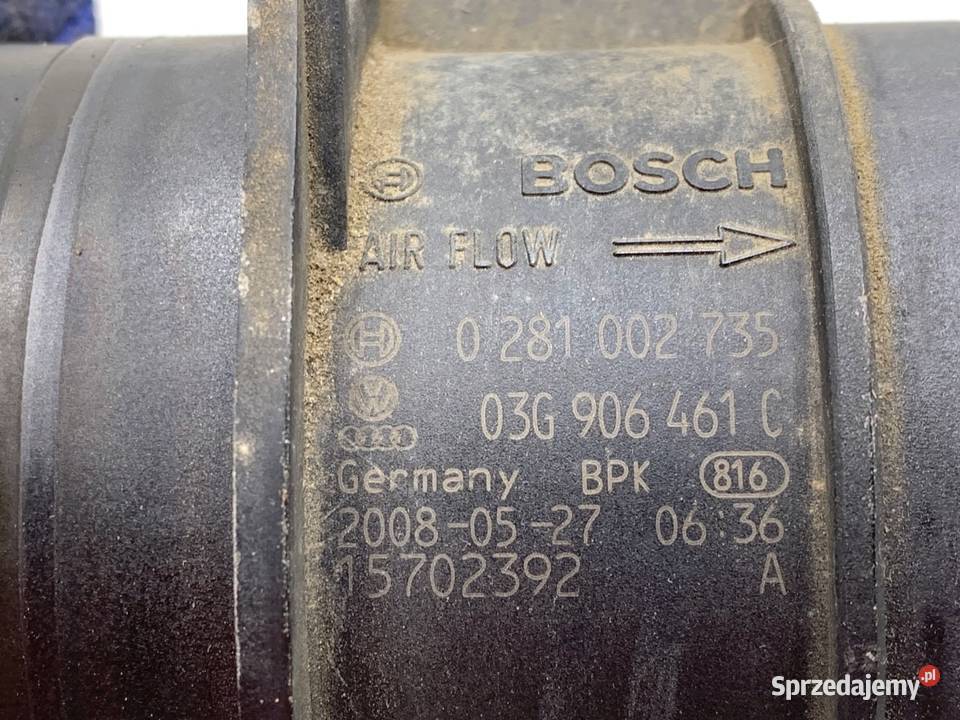 BOSCH
AIR FLOW
0 281 002 735
03G 906 461 C
Germany BPK 816
2008-05-27 06:36
15702392 A
Sprzedajemy.pl